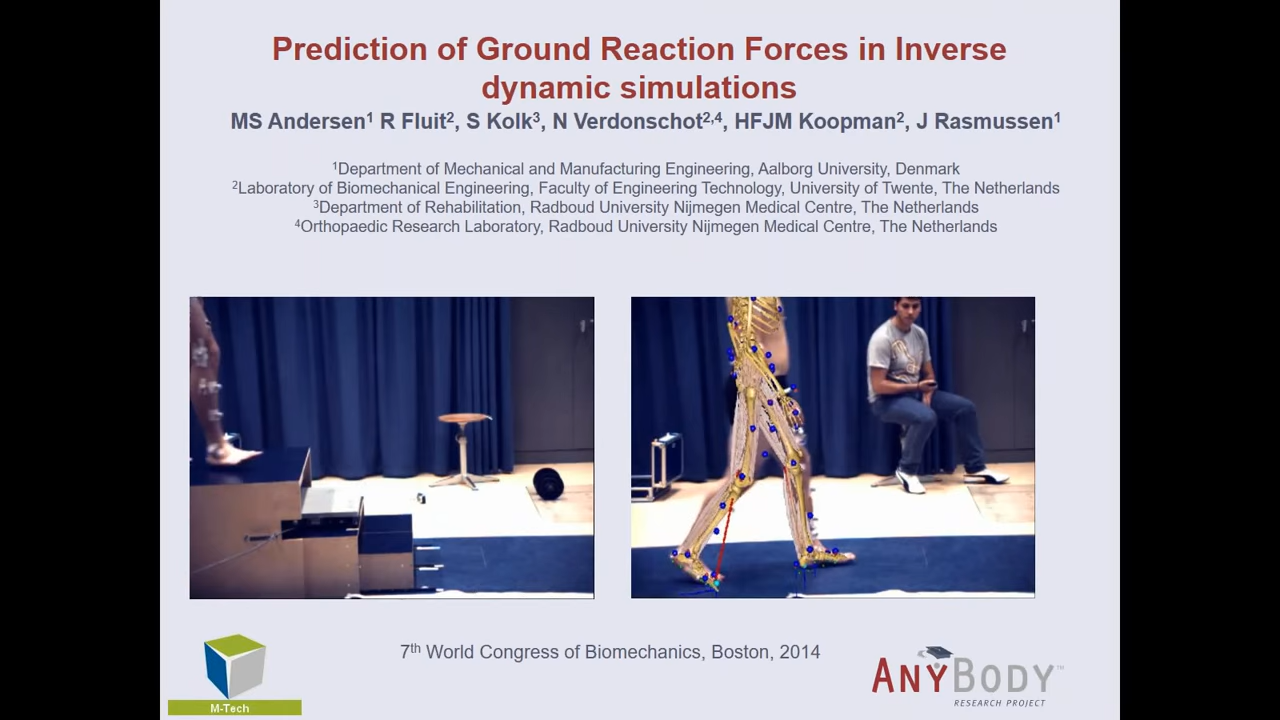 Prediction of Ground Reaction Forces in Inverse
dynamic simulations
MS Andersen¹ R Fluit², S Kolk³, N Verdonschot²,⁴, HFJM Koopman², J Rasmussen¹
¹Department of Mechanical and Manufacturing Engineering, Aalborg University, Denmark
²Laboratory of Biomechanical Engineering, Faculty of Engineering Technology, University of Twente, The Netherlands
³Department of Rehabilitation, Radboud University Nijmegen Medical Centre, The Netherlands
⁴Orthopaedic Research Laboratory, Radboud University Nijmegen Medical Centre, The Netherlands
7th World Congress of Biomechanics, Boston, 2014
M-Tech
ANYBODY™
RESEARCH PROJECT